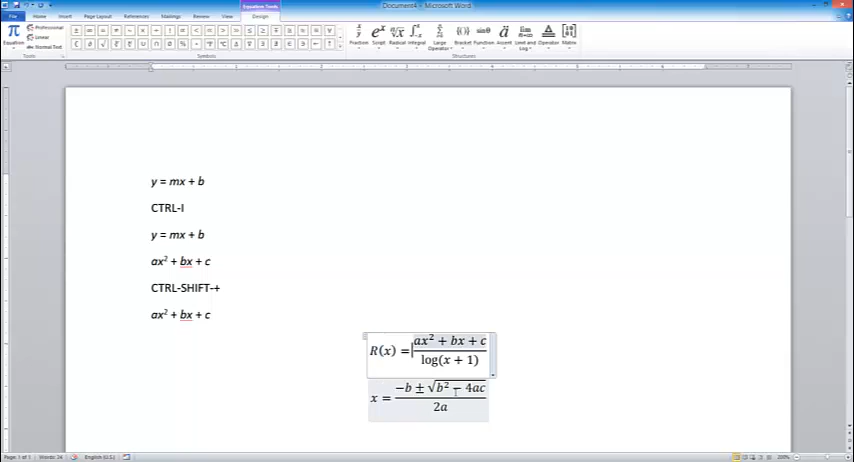 Equation Tools
Document4 - Microsoft Word
File Home Insert Page Layout References Mailings Review View Design
Equation
Professional
Linear
Normal Text
Fraction Script Radical Integral Large Operator Bracket Function Accent Limit and Log Operator Matrix
Tools Symbols Structures
y = mx + b
CTRL-I
y = mx + b
ax² + bx + c
CTRL-SHIFT-+
ax² + bx + c
R(x) = (ax² + bx + c)/log(x + 1)
x = (−b ± √(b² − 4ac))/2a
Page: 1 of 1 Words: 24 English (U.S.) 200%